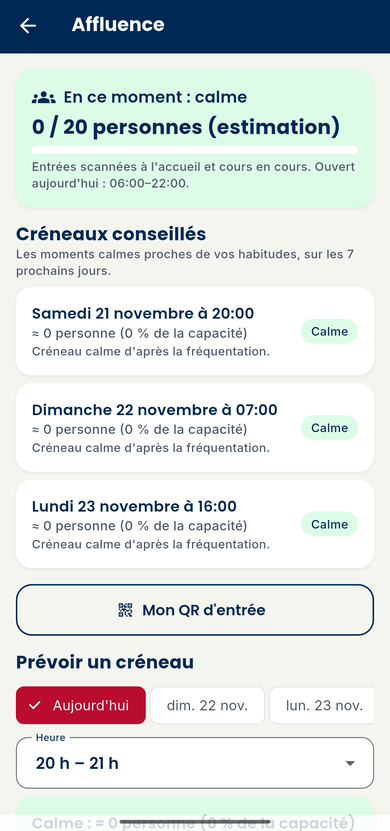 Affluence
En ce moment : calme
0 / 20 personnes (estimation)
Entrées scannées à l'accueil et cours en cours. Ouvert
aujourd'hui : 06:00–22:00.
Créneaux conseillés
Les moments calmes proches de vos habitudes, sur les 7
prochains jours.
Samedi 21 novembre à 20:00
≈ 0 personne (0 % de la capacité)
Créneau calme d'après la fréquentation.
Calme
Dimanche 22 novembre à 07:00
≈ 0 personne (0 % de la capacité)
Créneau calme d'après la fréquentation.
Calme
Lundi 23 novembre à 16:00
≈ 0 personne (0 % de la capacité)
Créneau calme d'après la fréquentation.
Calme
Mon QR d'entrée
Prévoir un créneau
Aujourd'hui
dim. 22 nov.
lun. 23 nov.
Heure
20 h – 21 h
Calme : ≈ 0 personne (0 % de la capacité)